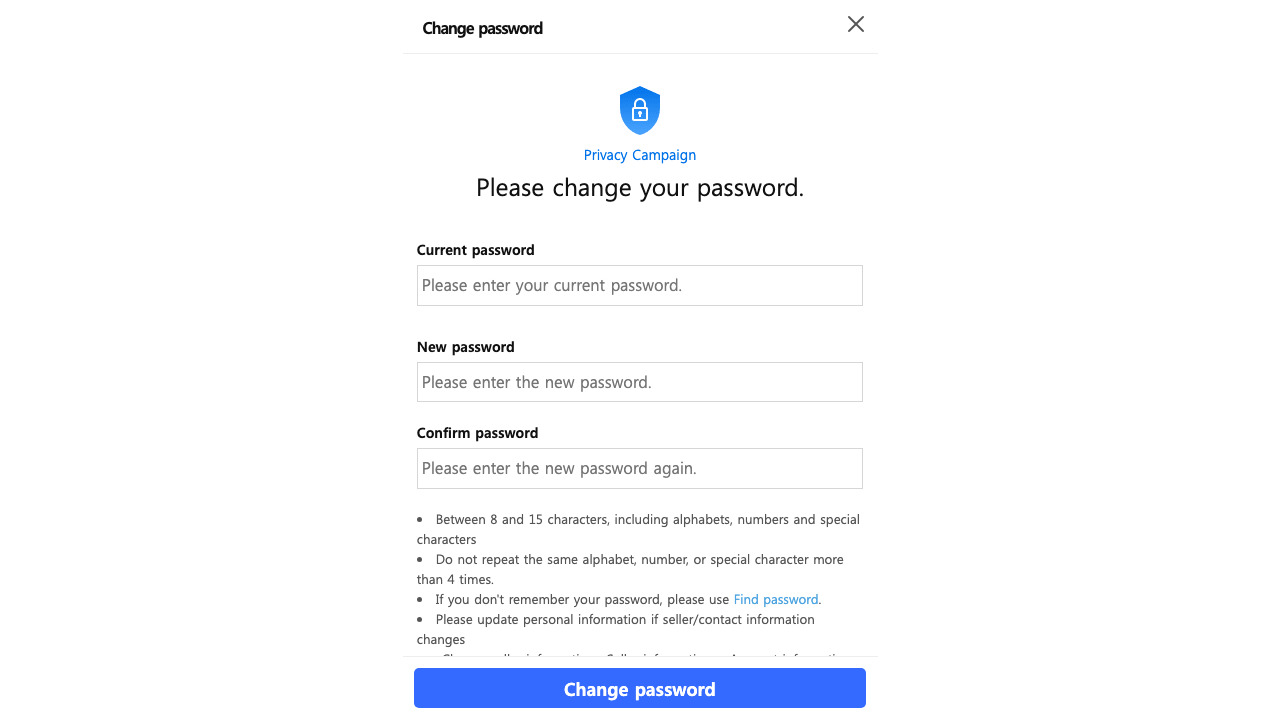 Change password
Privacy Campaign
Please change your password.
Current password
Please enter your current password.
New password
Please enter the new password.
Confirm password
Please enter the new password again.
• Between 8 and 15 characters, including alphabets, numbers and special
characters
• Do not repeat the same alphabet, number, or special character more
than 4 times.
• If you don't remember your password, please use Find password.
• Please update personal information if seller/contact information
changes
Change password